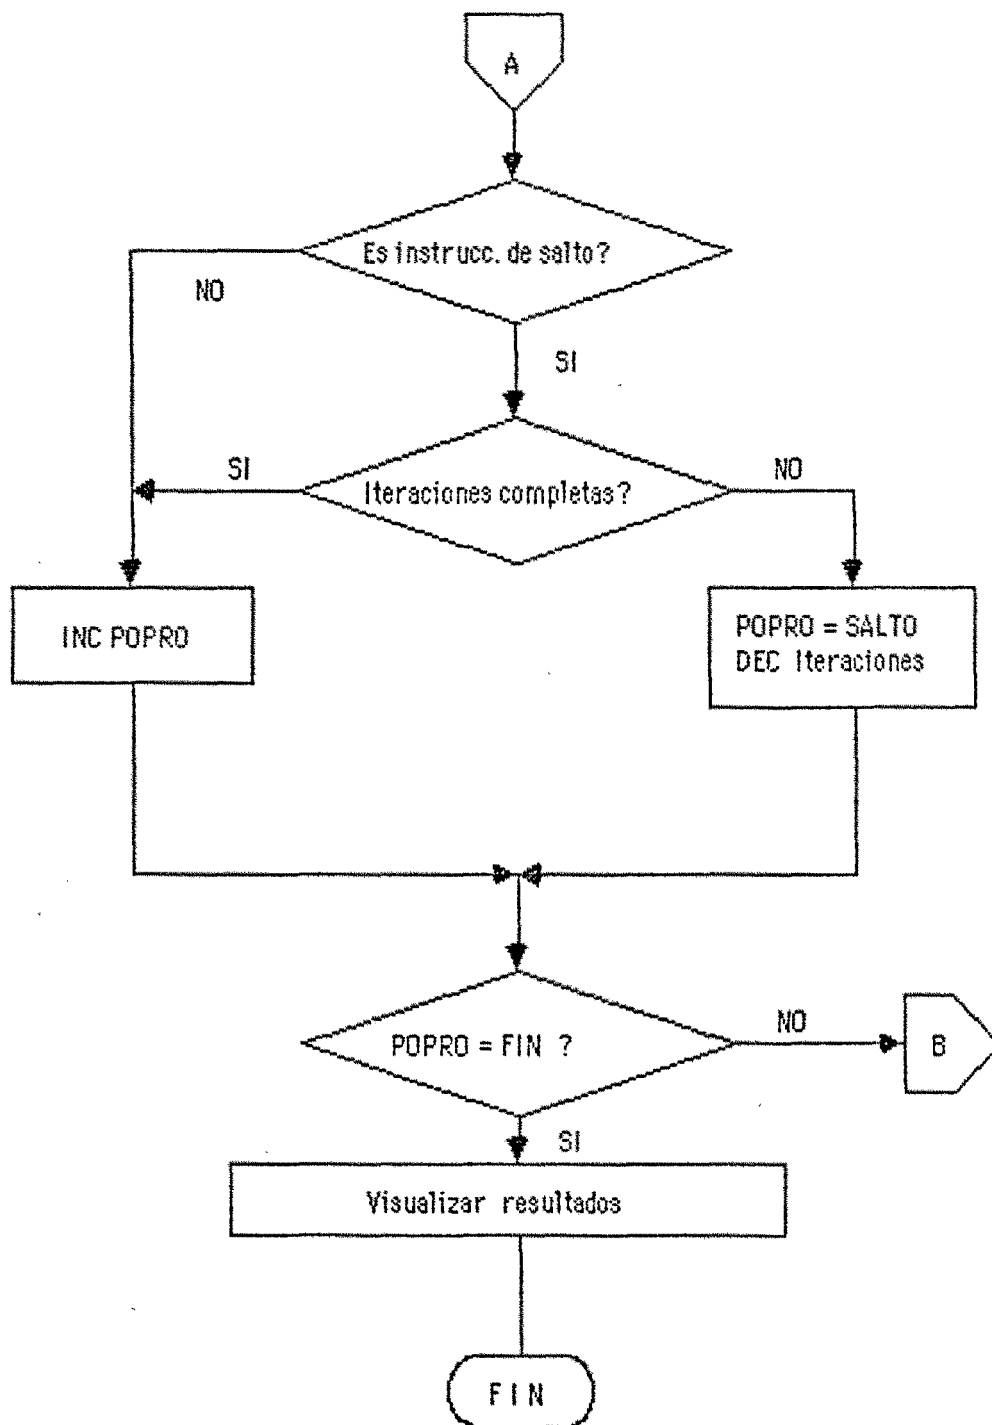 A
Es instrucc. de salto?
NO
SI
SI
Iteraciones completas?
NO
INC POPRO
POPRO = SALTO
DEC Iteraciones
POPRO = FIN ?
NO
B
SI
Visualizar resultados
FIN